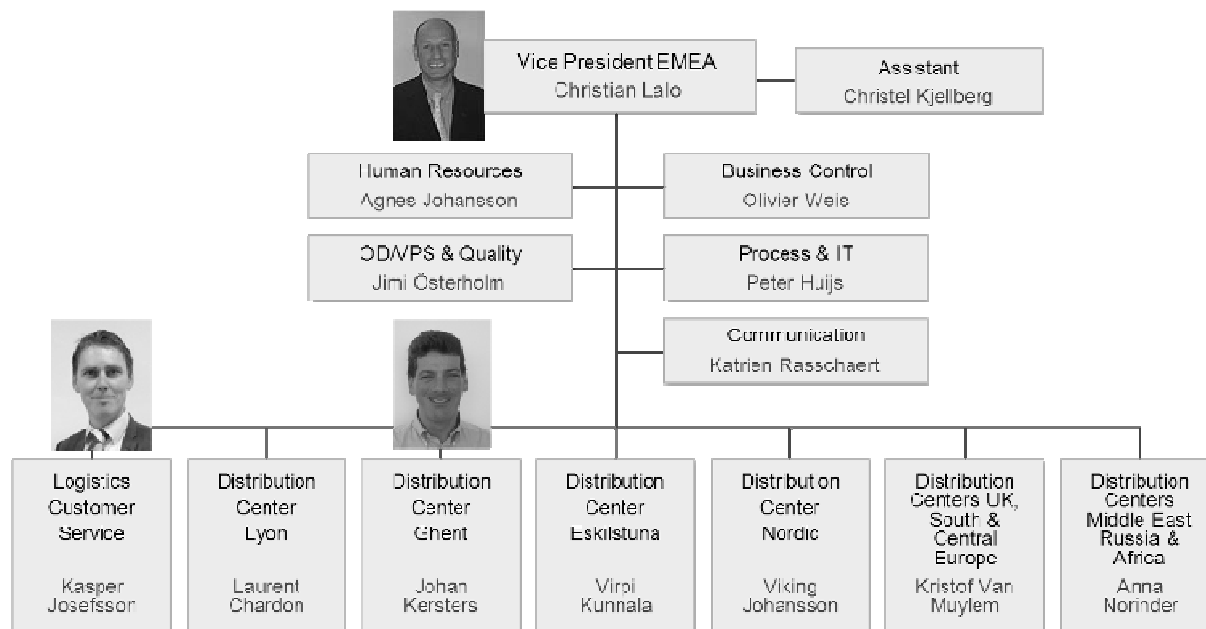 Vice President EMEA
Christian Lalo
Assistant
Christel Kjellberg
Human Resources
Agnes Johansson
Business Control
Olivier Weis
OD/VPS & Quality
Jimi Österholm
Process & IT
Peter Huijs
Communication
Katrien Rasschaert
Logistics
Customer
Service
Kasper
Josefsson
Distribution
Center
Lyon
Laurent
Chardon
Distribution
Center
Ghent
Johan
Kersters
Distribution
Center
Eskilstuna
Virpi
Kunnala
Distribution
Center
Nordic
Viking
Johansson
Distribution
Centers UK,
South &
Central
Europe
Kristof Van
Muylem
Distribution
Centers
Middle East
Russia &
Africa
Anna
Norinder